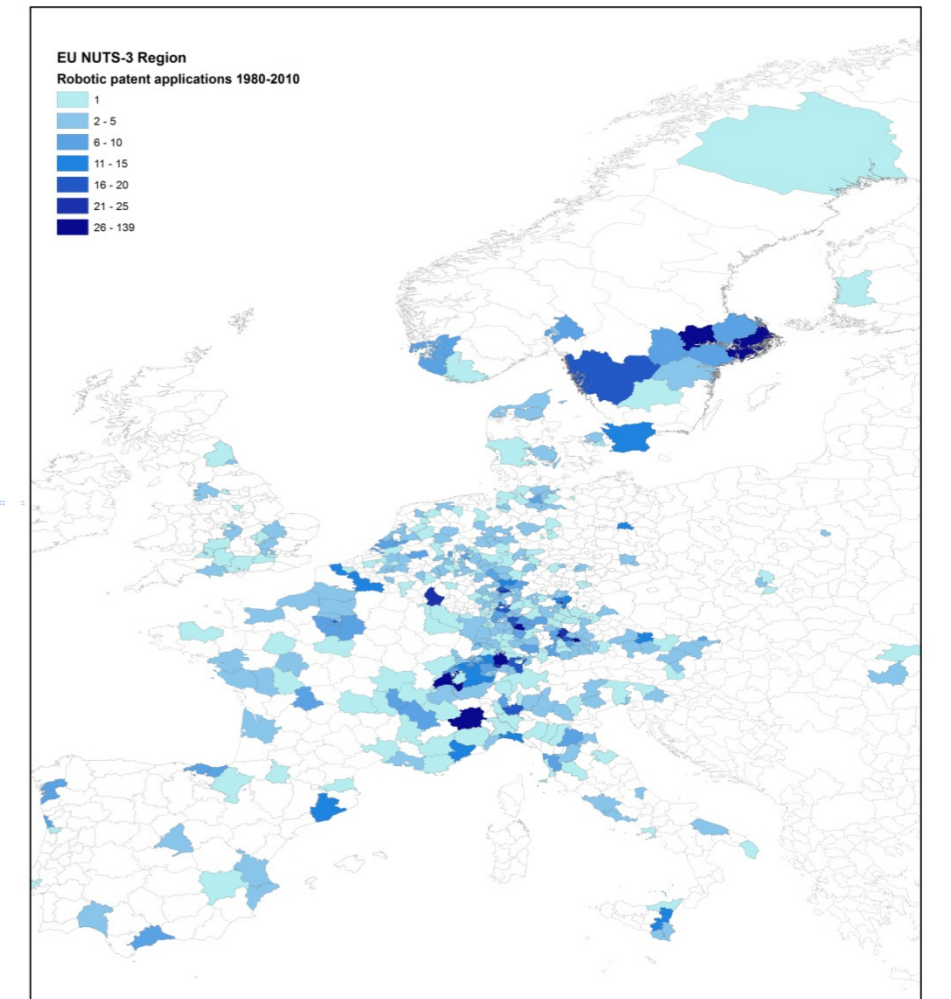 EU NUTS-3 Region
Robotic patent applications 1980-2010
1
2 - 5
6 - 10
11 - 15
16 - 20
21 - 25
26 - 139